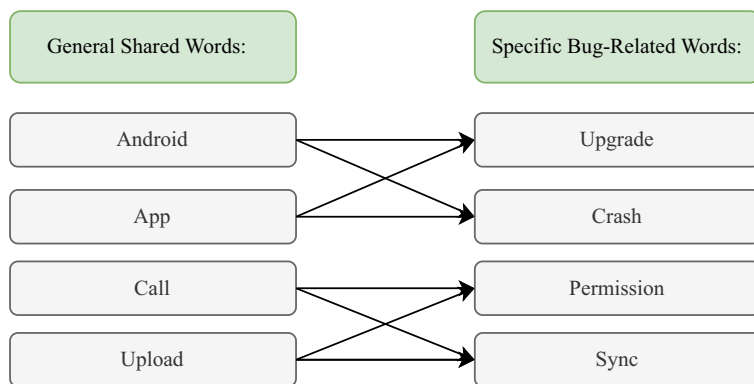 General Shared Words:
Specific Bug-Related Words:
Android
Upgrade
App
Crash
Call
Permission
Upload
Sync